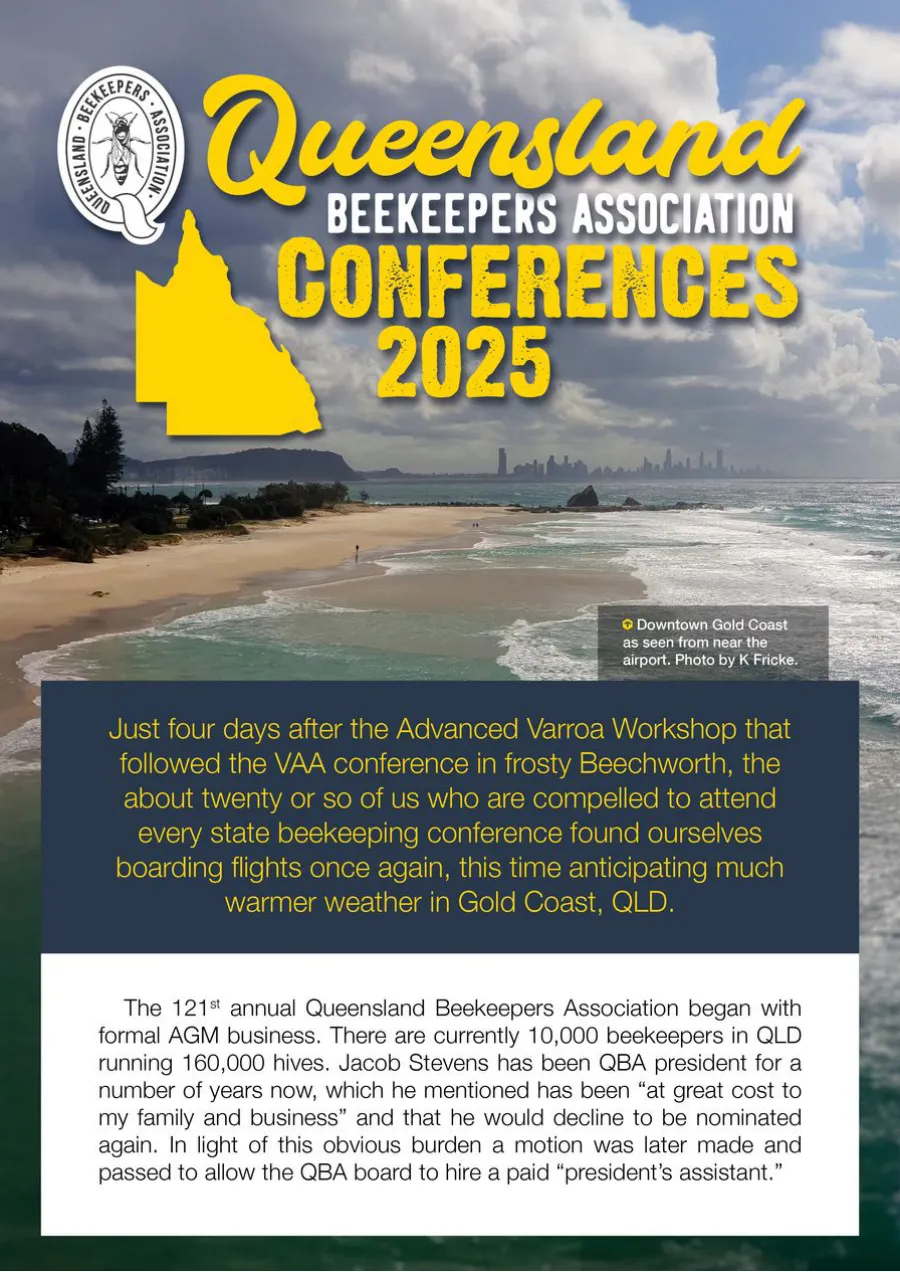 QUEENSLAND · BEEKEEPERS · ASSOCIATION ·
Queensland
BEEKEEPERS ASSOCIATION
CONFERENCES
2025
Downtown Gold Coast
as seen from near the
airport. Photo by K Fricke.
Just four days after the Advanced Varroa Workshop that
followed the VAA conference in frosty Beechworth, the
about twenty or so of us who are compelled to attend
every state beekeeping conference found ourselves
boarding flights once again, this time anticipating much
warmer weather in Gold Coast, QLD.
The 121st annual Queensland Beekeepers Association began with
formal AGM business. There are currently 10,000 beekeepers in QLD
running 160,000 hives. Jacob Stevens has been QBA president for a
number of years now, which he mentioned has been “at great cost to
my family and business” and that he would decline to be nominated
again. In light of this obvious burden a motion was later made and
passed to allow the QBA board to hire a paid “president’s assistant.”